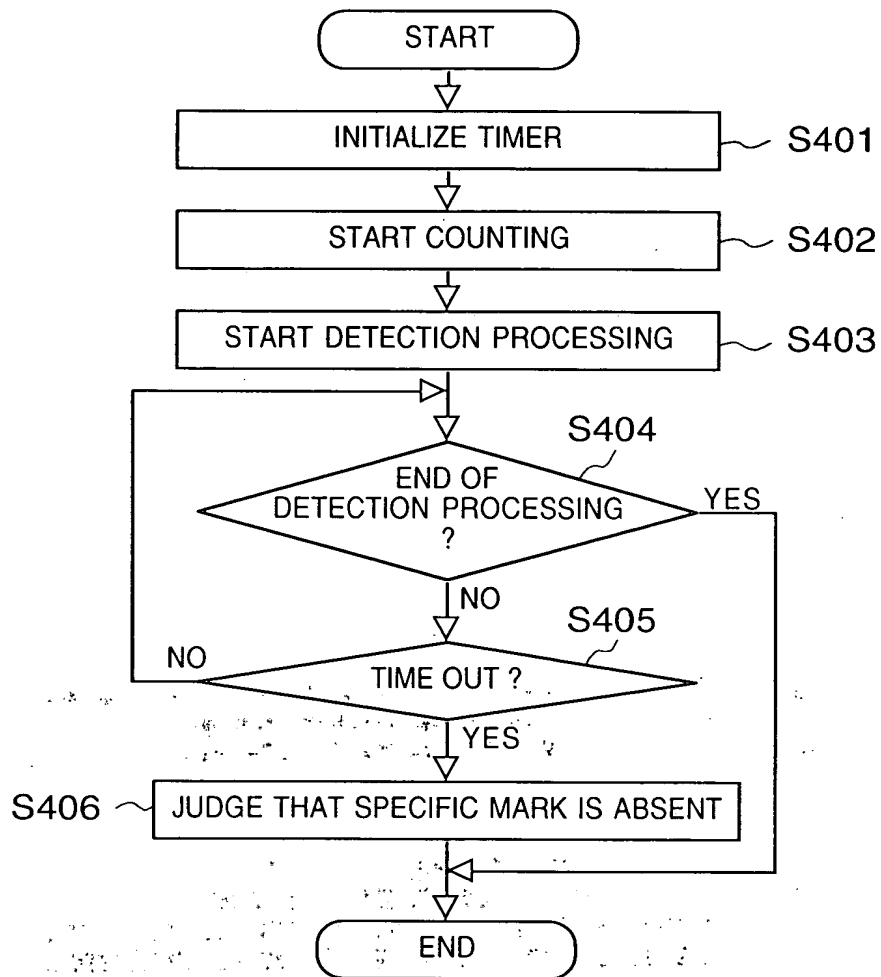 START
INITIALIZE TIMER
S401
START COUNTING
S402
START DETECTION PROCESSING
S403
S404
END OF
DETECTION PROCESSING
?
YES
NO
S405
NO
TIME OUT ?
YES
S406
JUDGE THAT SPECIFIC MARK IS ABSENT
END